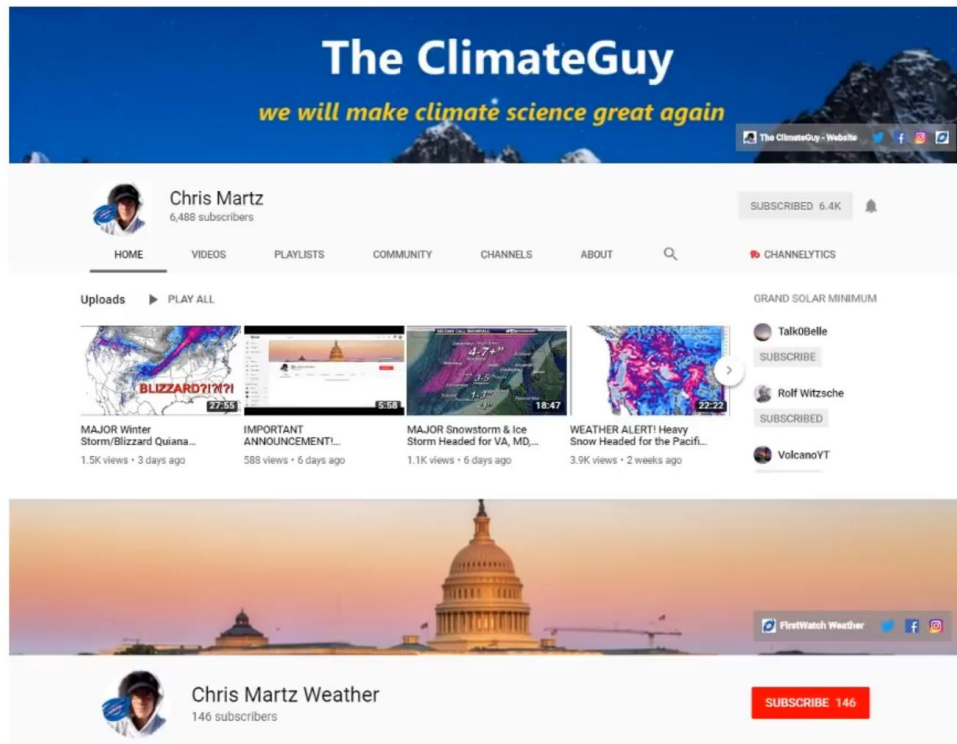 The ClimateGuy
we will make climate science great again
The ClimateGuy - Website
Chris Martz
6,488 subscribers
SUBSCRIBED 6.4K
HOME VIDEOS PLAYLISTS COMMUNITY CHANNELS ABOUT CHANNELYTICS
Uploads PLAY ALL
GRAND SOLAR MINIMUM
BLIZZARD?!?!?!
27:55
5:58
4-7+"
3-5"
1-3"
18:47
22:22
MAJOR Winter
Storm/Blizzard Quiana...
1.5K views • 3 days ago
IMPORTANT
ANNOUNCEMENT!...
588 views • 6 days ago
MAJOR Snowstorm & Ice
Storm Headed for VA, MD,...
1.1K views • 6 days ago
WEATHER ALERT! Heavy
Snow Headed for the Pacifi...
3.9K views • 2 weeks ago
Talk0Belle
SUBSCRIBE
Rolf Witzsche
SUBSCRIBED
VolcanoYT
FirstWatch Weather
Chris Martz Weather
146 subscribers
SUBSCRIBE 146